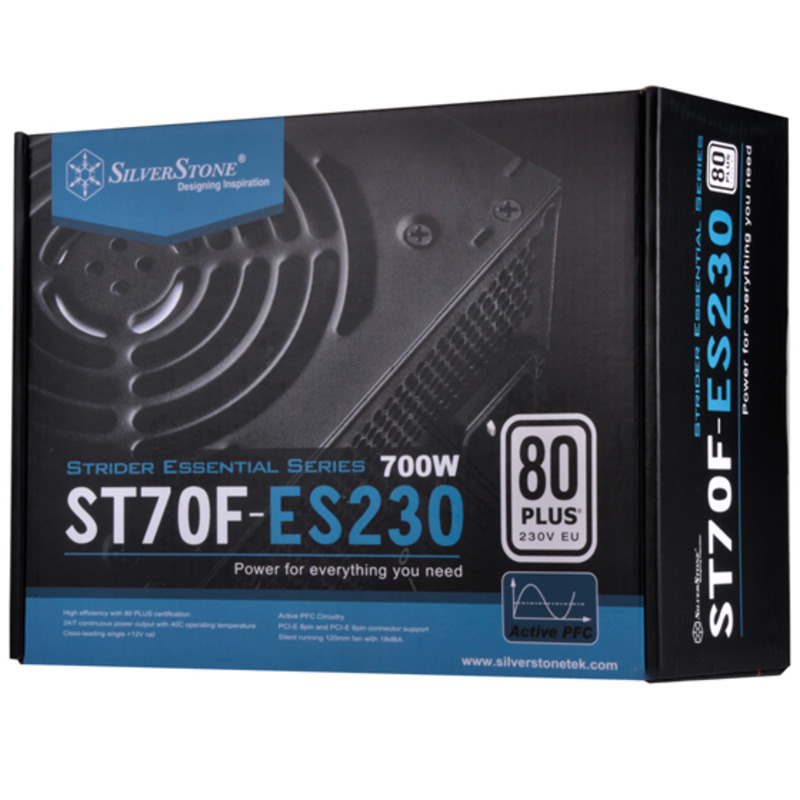 SILVERSTONE®
Designing Inspiration
STRIDER ESSENTIAL SERIES 700W
ST70F-ES230
Power for everything you need
80
PLUS®
230V EU
Active PFC
High efficiency with 80 PLUS certification
24/7 continuous power output with 40C operating temperature
Class-leading single +12V rail
Active PFC Circuitry
PCI-E 8pin and PCI-E 6pin connector support
Silent running 120mm fan with 18dBA
www.silverstonetek.com
STRIDER ESSENTIAL SERIES
80
PLUS
ST70F-ES230
Power for everything you need
SILVERSTONE